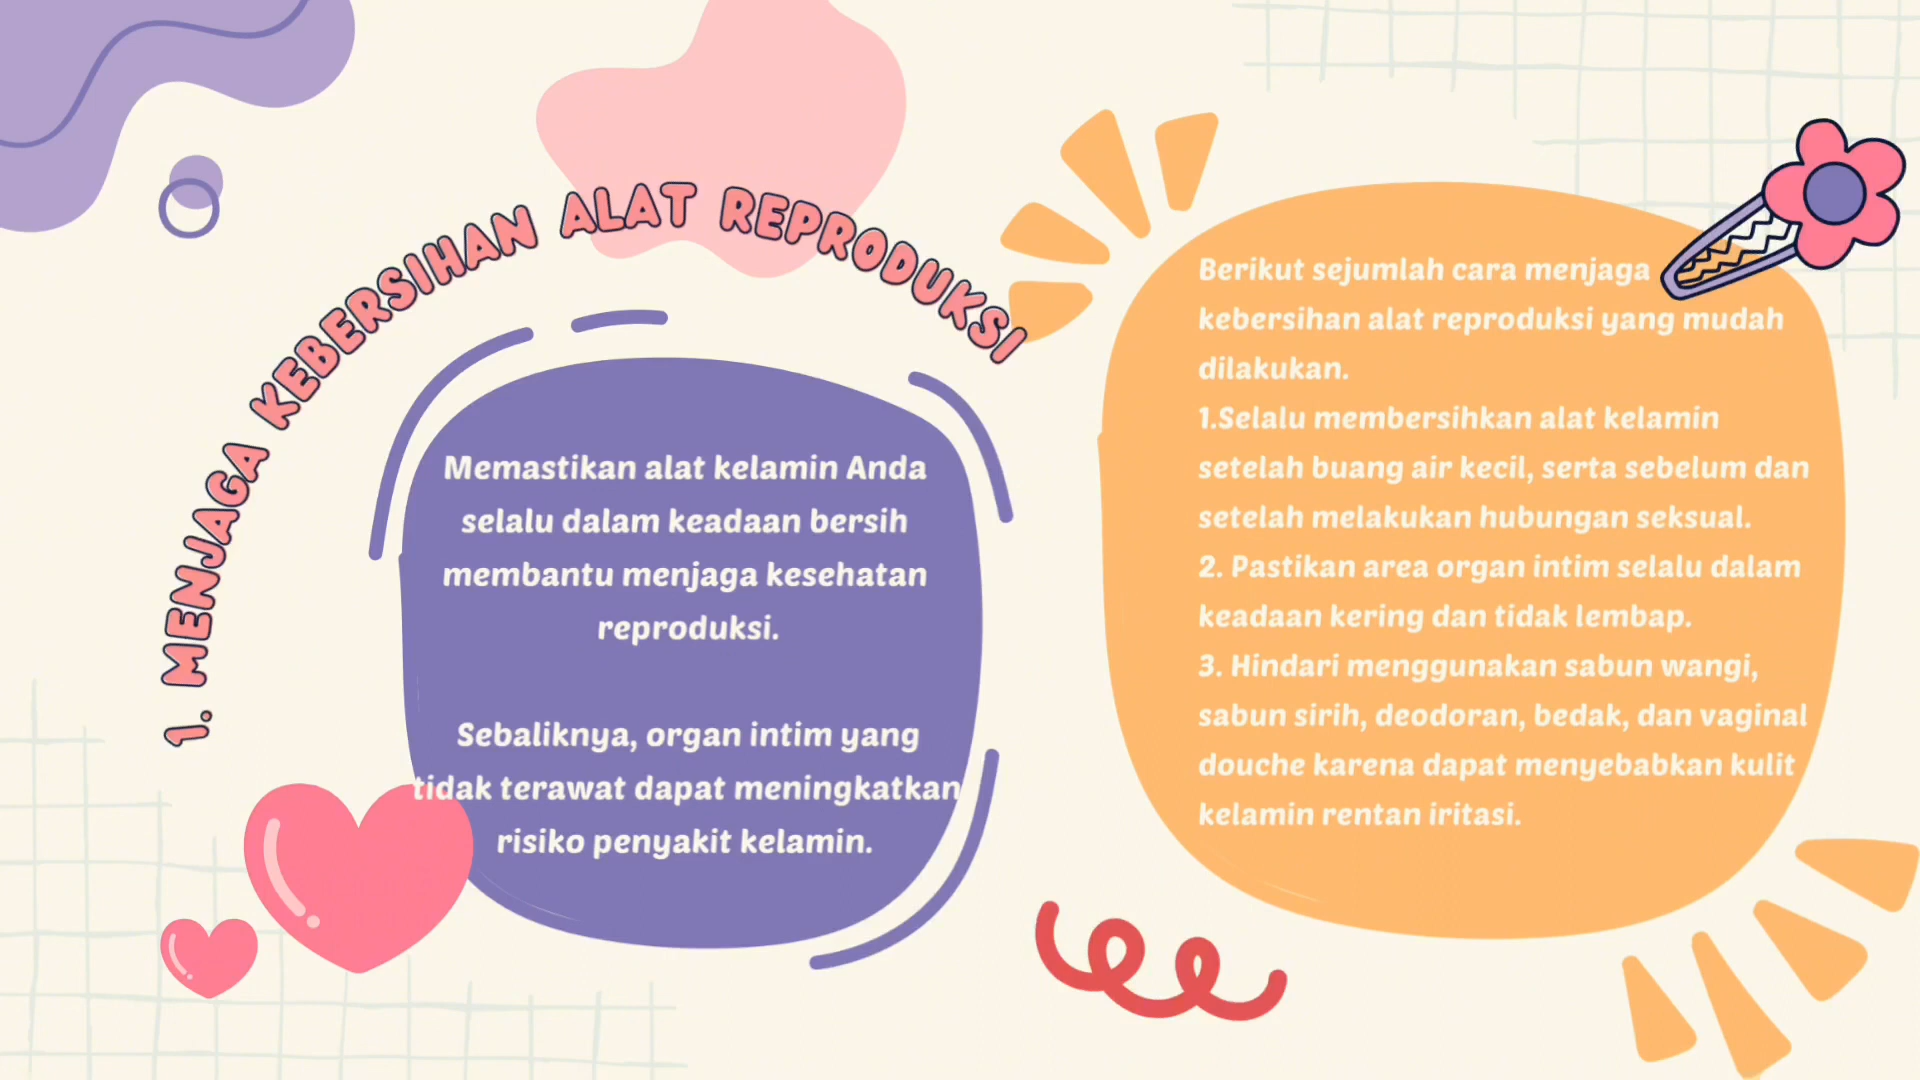 1. MENJAGA KEBERSIHAN ALAT REPRODUKSI
Memastikan alat kelamin Anda
selalu dalam keadaan bersih
membantu menjaga kesehatan
reproduksi.
Sebaliknya, organ intim yang
tidak terawat dapat meningkatkan
risiko penyakit kelamin.
Berikut sejumlah cara menjaga
kebersihan alat reproduksi yang mudah
dilakukan.
1.Selalu membersihkan alat kelamin
setelah buang air kecil, serta sebelum dan
setelah melakukan hubungan seksual.
2. Pastikan area organ intim selalu dalam
keadaan kering dan tidak lembap.
3. Hindari menggunakan sabun wangi,
sabun sirih, deodoran, bedak, dan vaginal
douche karena dapat menyebabkan kulit
kelamin rentan iritasi.